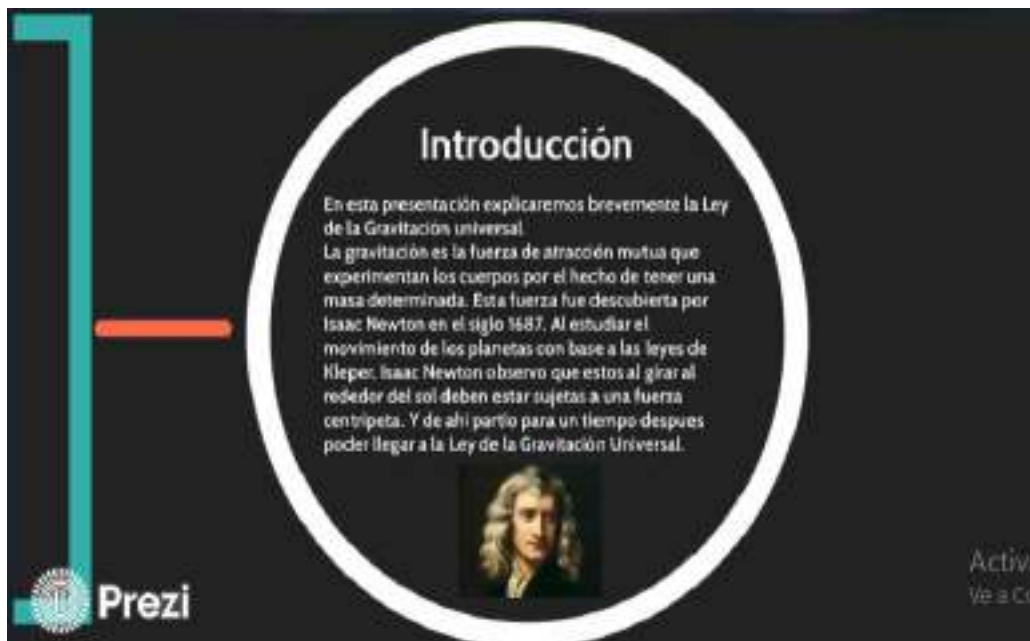 Introducción
En esta presentación explicaremos brevemente la Ley
de la Gravitación universal.
La gravitación es la fuerza de atracción mutua que
experimentan los cuerpos por el hecho de tener una
masa determinada. Esta fuerza fue descubierta por
Isaac Newton en el siglo 1687. Al estudiar el
movimiento de los planetas con base a las leyes de
Kleper, Isaac Newton observo que estos al girar al
rededor del sol deben estar sujetas a una fuerza
centripeta. Y de ahi partio para un tiempo despues
poder llegar a la Ley de la Gravitación Universal.
Prezi
Activ
Ve a Co